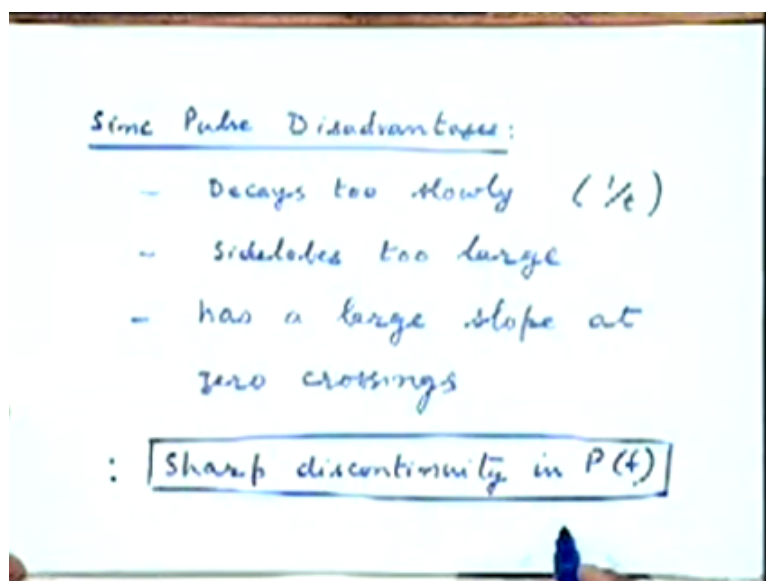 Sinc Pulse Disadvantages:
- Decays too slowly (1/t)
- Sidelobes too large
- has a large slope at
zero crossings
: Sharp discontinuity in P(f)